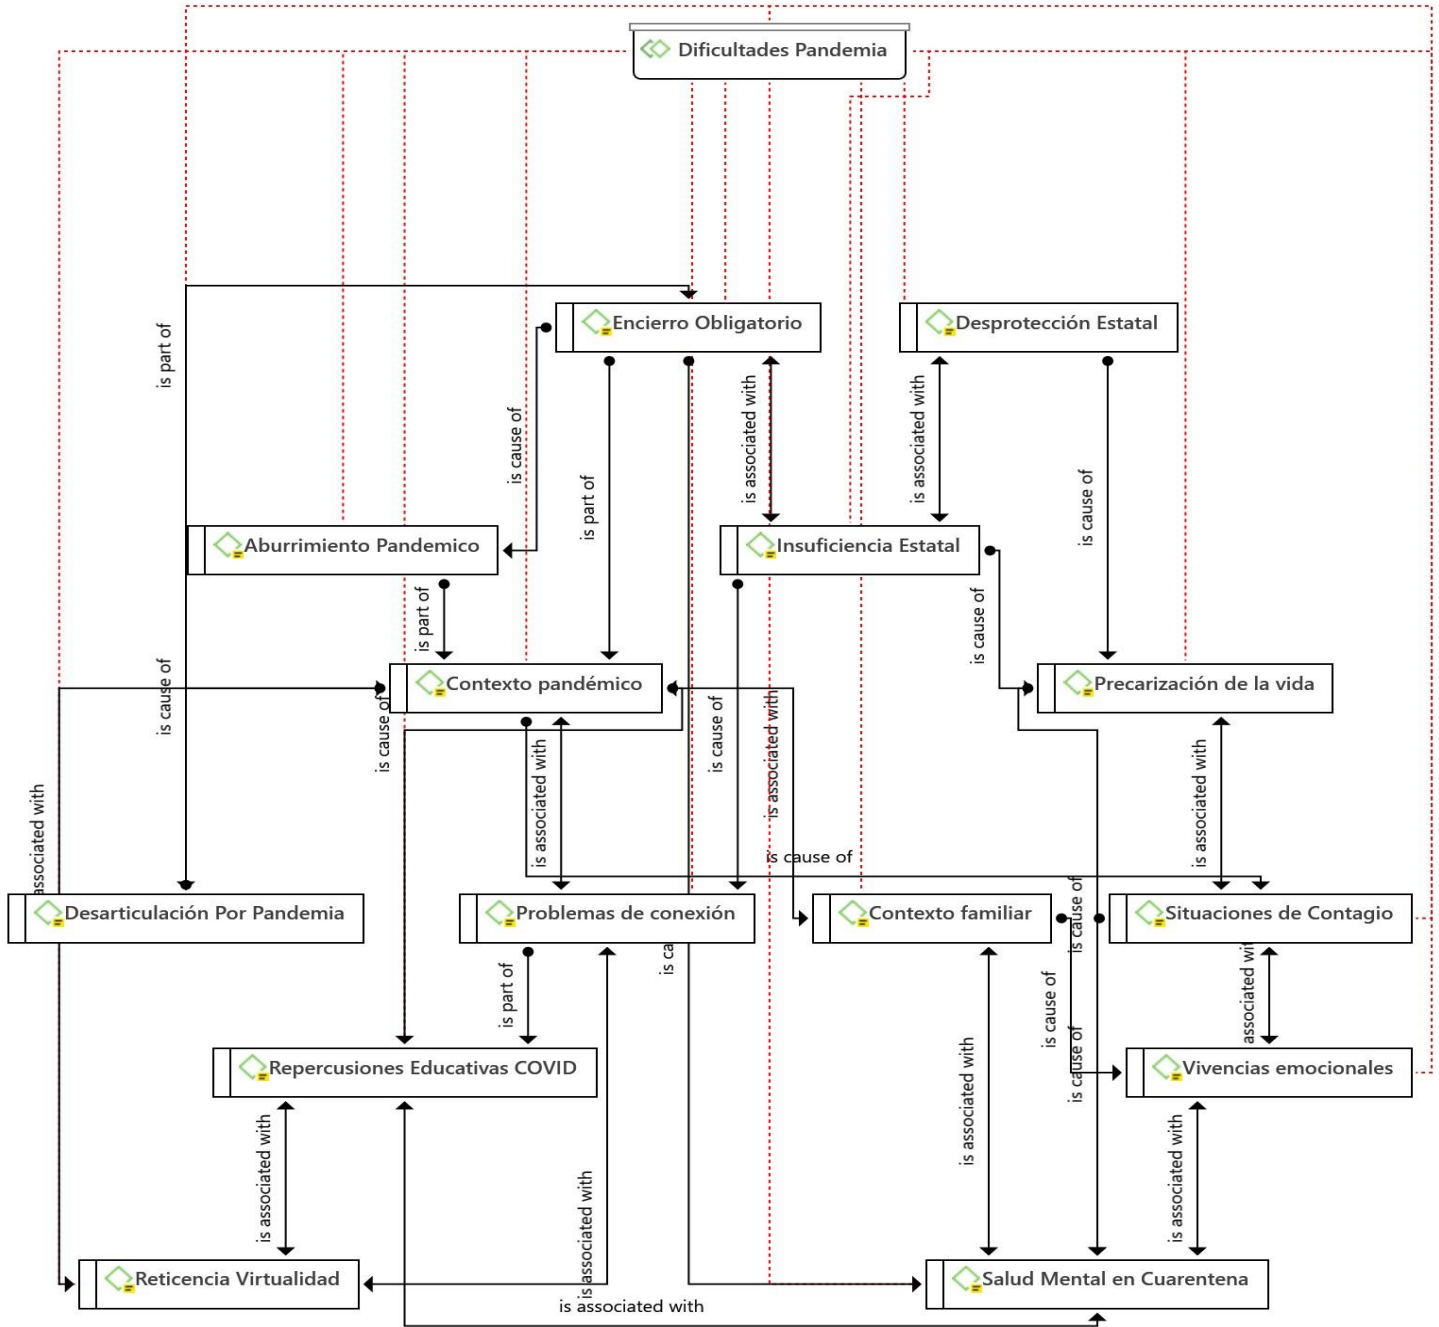 Dificultades Pandemia
is part of
Encierro Obligatorio
Desprotección Estatal
is cause of
is part of
is associated with
is associated with
is cause of
Aburrimiento Pandemico
Insuficiencia Estatal
is part of
is cause of
is cause of
Contexto pandémico
Precarización de la vida
is cause of
is cause of
is associated with
is associated with
is associated with
associated with
is cause of
Desarticulación Por Pandemia
Problemas de conexión
Contexto familiar
is cause of
Situaciones de Contagio
is ca
is part of
is cause of
associated wit
Repercusiones Educativas COVID
is cause of
Vivencias emocionales
is associated with
is associated with
is associated with
is associated with
Reticencia Virtualidad
Salud Mental en Cuarentena
is associated with